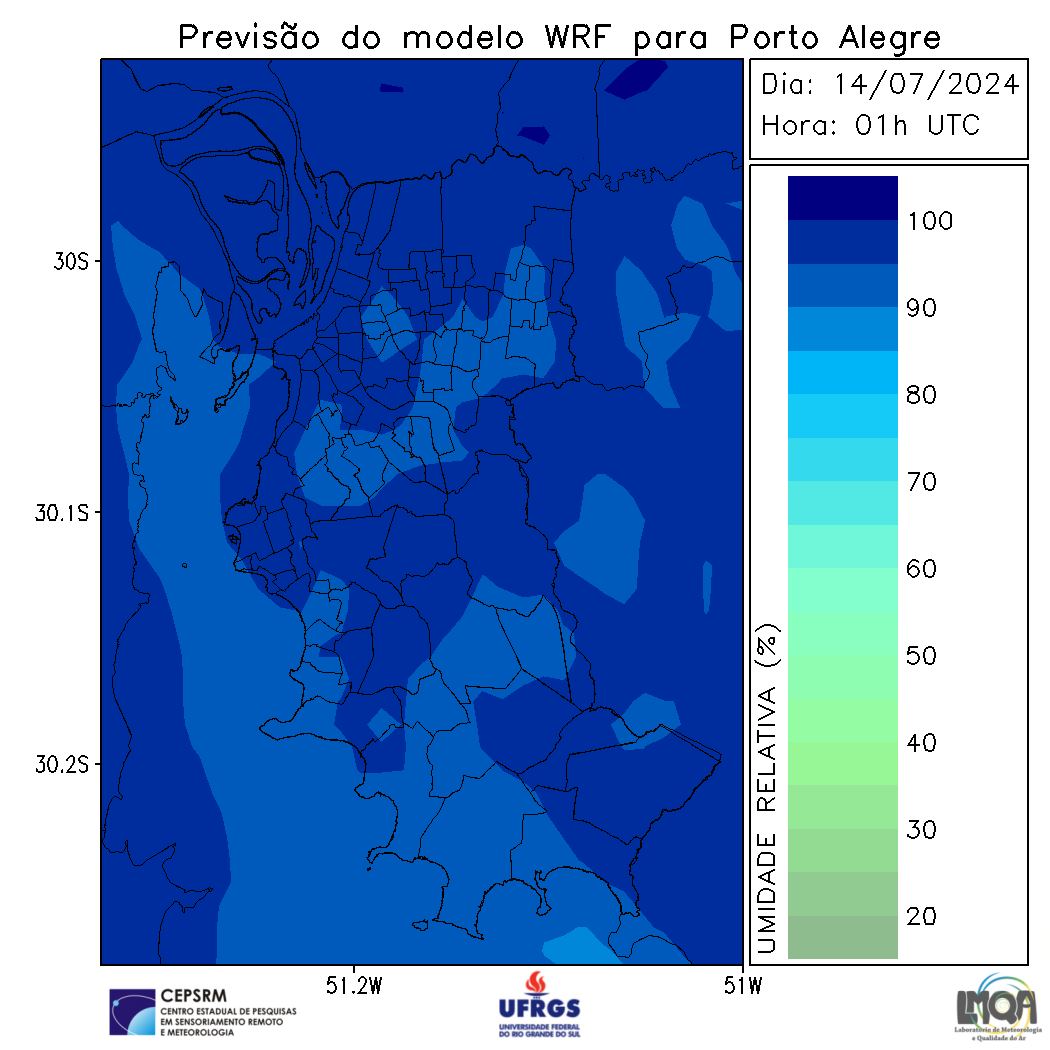 Previsão do modelo WRF para Porto Alegre
Dia: 14/07/2024
Hora: 01h UTC
30S
30.1S
30.2S
51.2W
51W
100
90
80
70
60
50
40
30
20
UMIDADE RELATIVA (%)
CEPSRM
CENTRO ESTADUAL DE PESQUISAS
EM SENSORIAMENTO REMOTO
E METEOROLOGIA
UFRGS
UNIVERSIDADE FEDERAL
DO RIO GRANDE DO SUL
LMQA
Laboratório de Meteorologia
e Qualidade do Ar